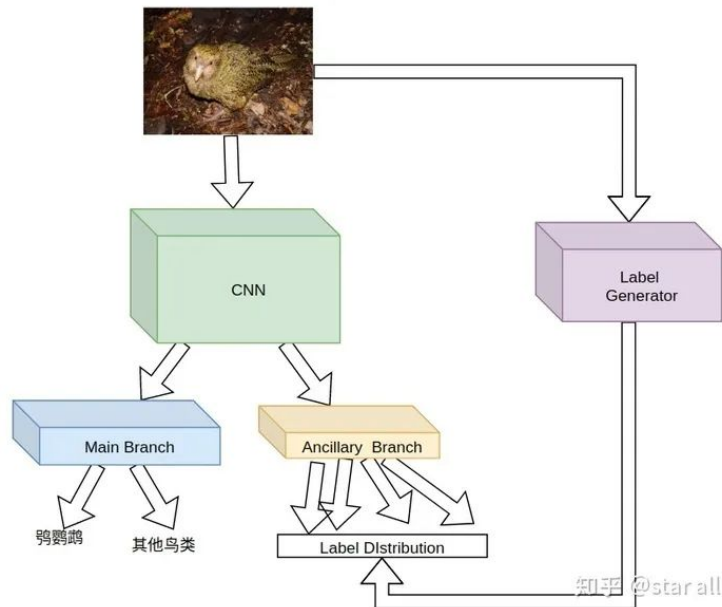 CNN
Label
Generator
Main Branch
Ancillary Branch
鸮鹦鹉
其他鸟类
Label DIstribution
知乎 @star all